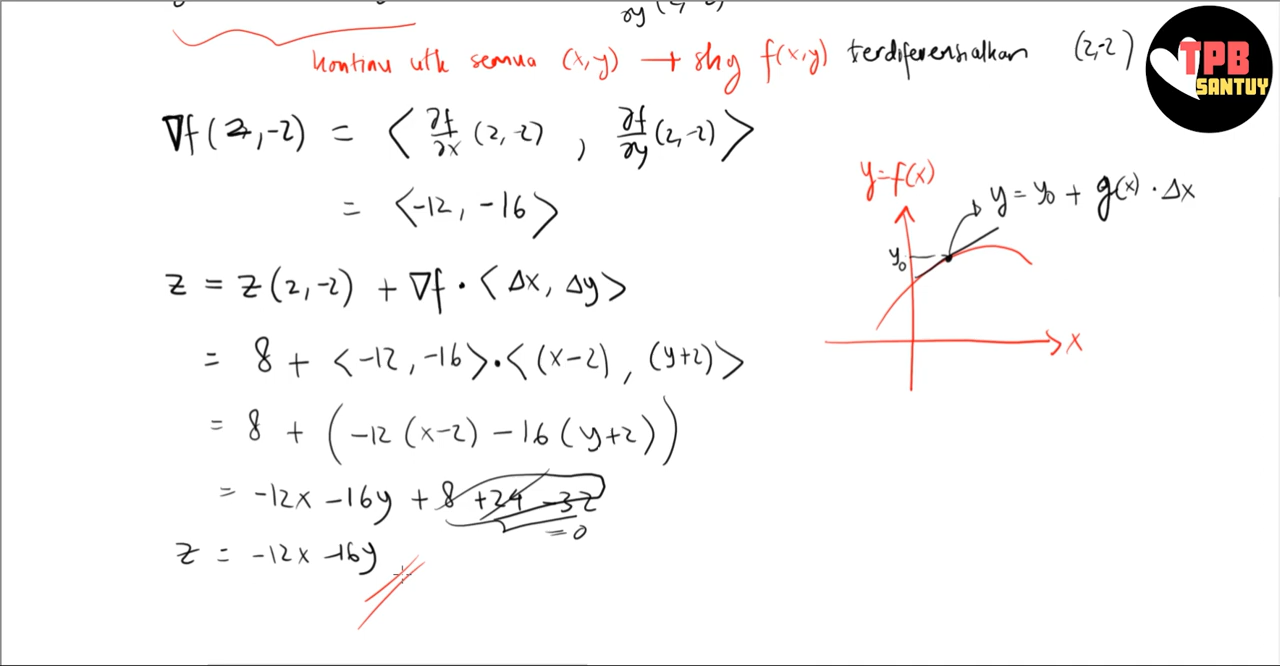 ∂y
kontinu utk semua (x,y) → shg f(x,y) terdiferensialkan (2,-2)
TPB
SANTUY
∇f(2,-2) = ⟨ ∂f/∂x (2,-2) , ∂f/∂y (2,-2) ⟩
= ⟨-12, -16⟩
z = z(2,-2) + ∇f · ⟨Δx, Δy⟩
= 8 + ⟨-12, -16⟩·⟨(x-2), (y+2)⟩
= 8 + (-12(x-2) - 16(y+2))
= -12x - 16y + 8 + 24 - 32
= 0
z = -12x - 16y
y=f(x)
y = y₀ + g(x) · Δx
y₀
x